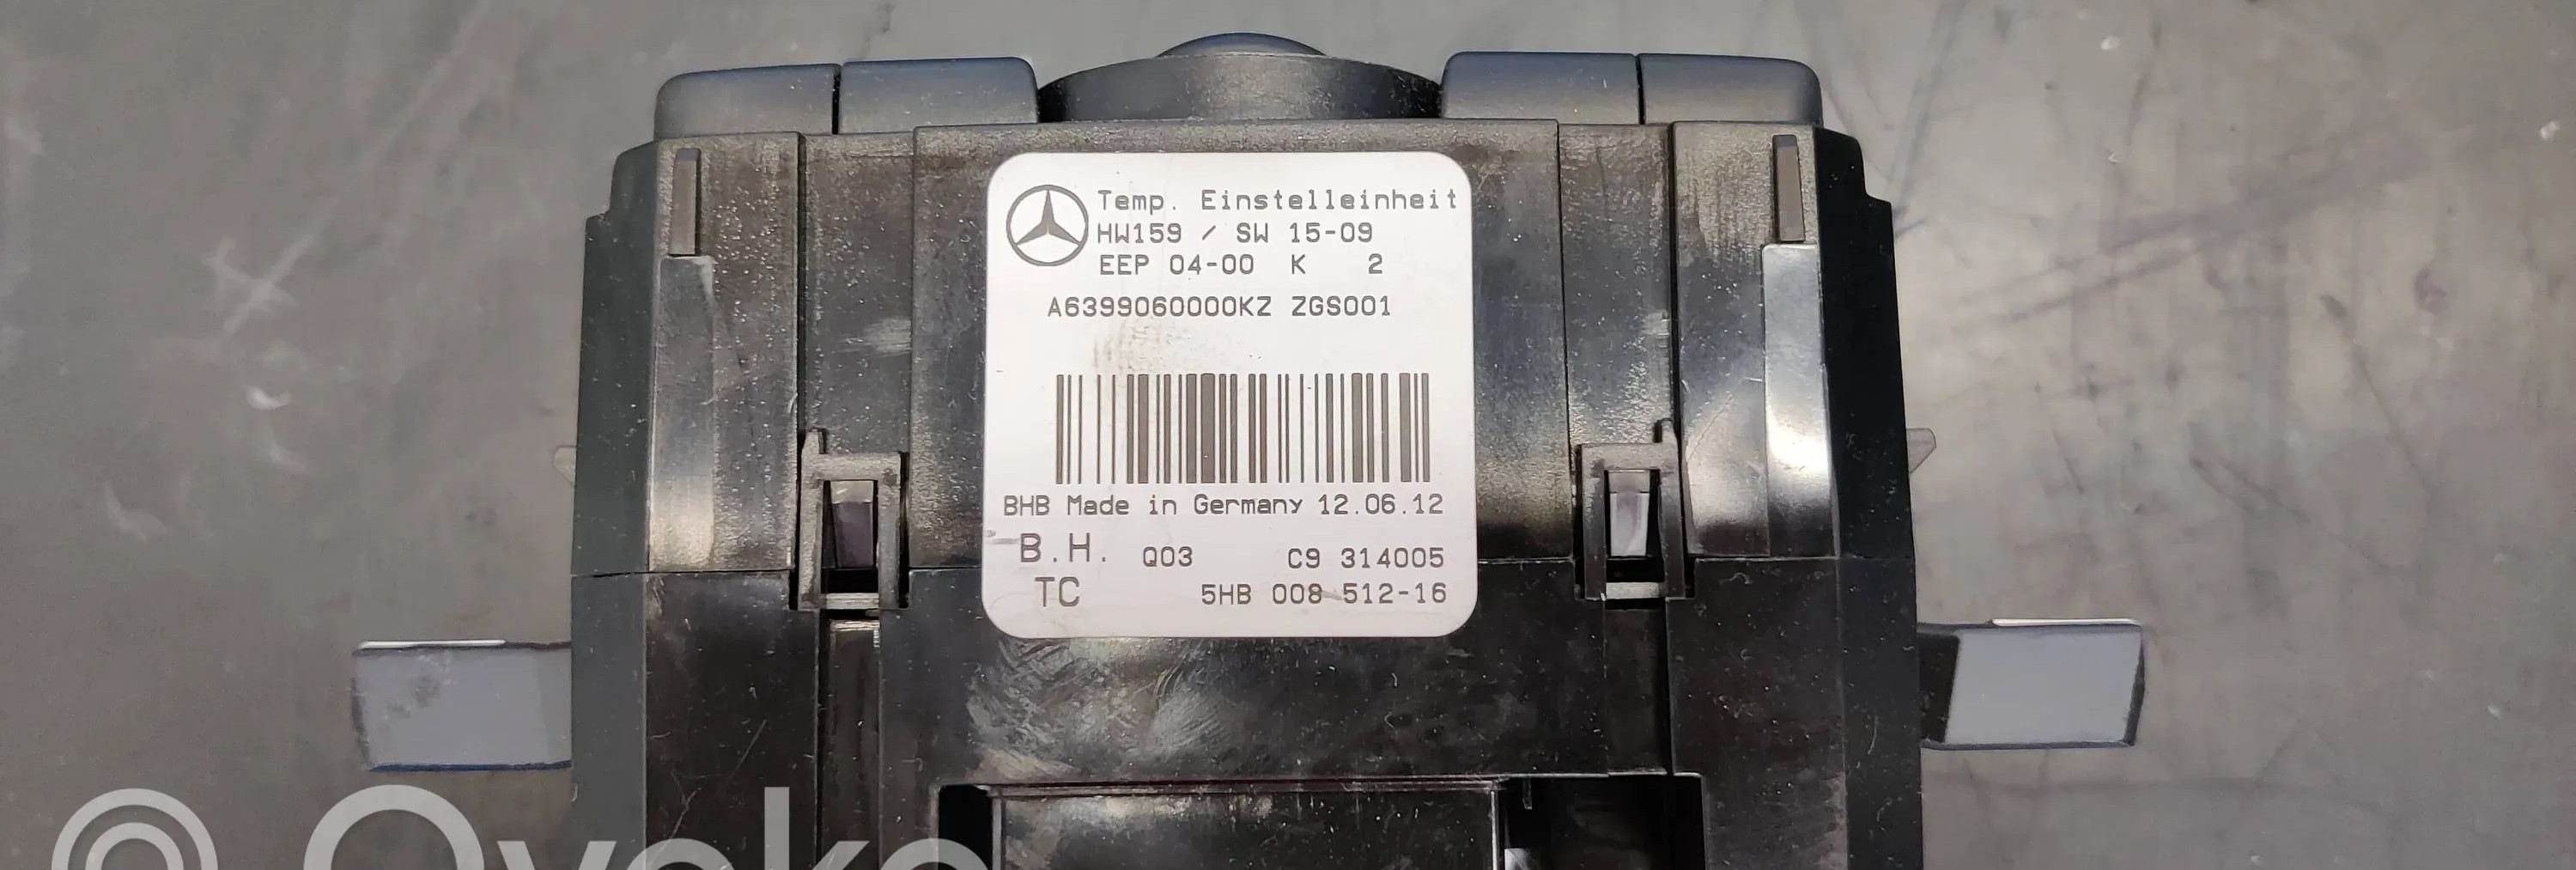 Temp. Einstelleinheit
HW159 / SW 15-09
EEP 04-00 K 2
A6399060000KZ ZGS001
BHB Made in Germany 12.06.12
B.H. Q03 C9 314005
TC 5HB 008 512-16
Ovoko